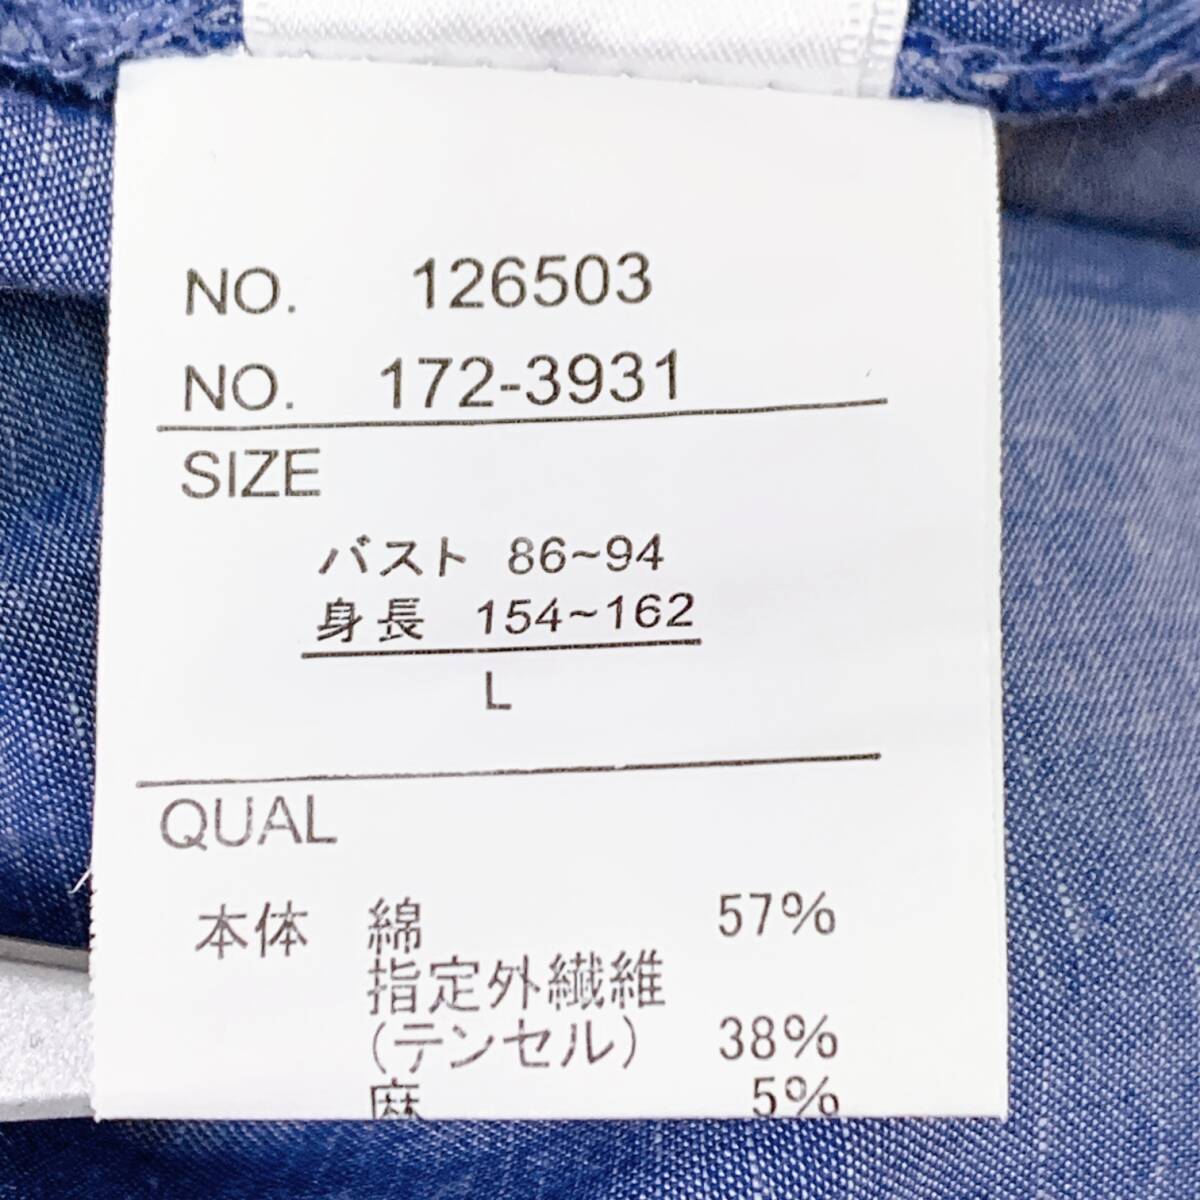 NO. 126503
NO. 172-3931
SIZE
バスト 86~94
身長 154~162
L
QUAL
本体 綿 57%
指定外繊維
(テンセル) 38%
麻 5%